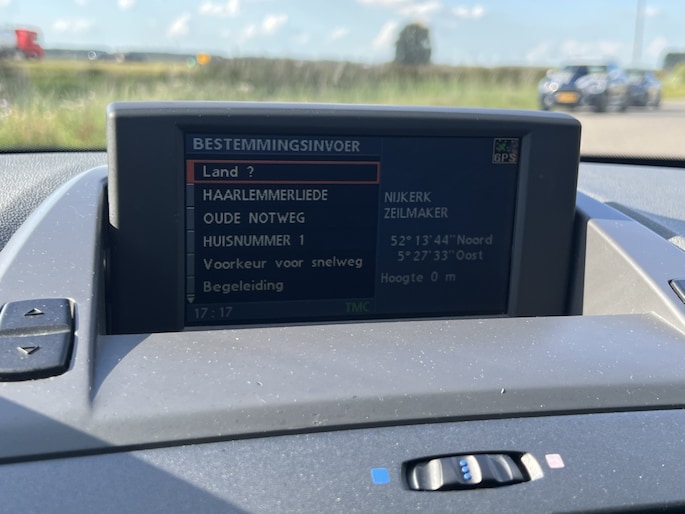 BESTEMMINGSINVOER
GPS
Land ?
HAARLEMMERLIEDE
OUDE NOTWEG
HUISNUMMER 1
Voorkeur voor snelweg
Begeleiding
NIJKERK
ZEILMAKER
52°13'44"Noord
5°27'33"Oost
Hoogte 0 m
17:17
TMC